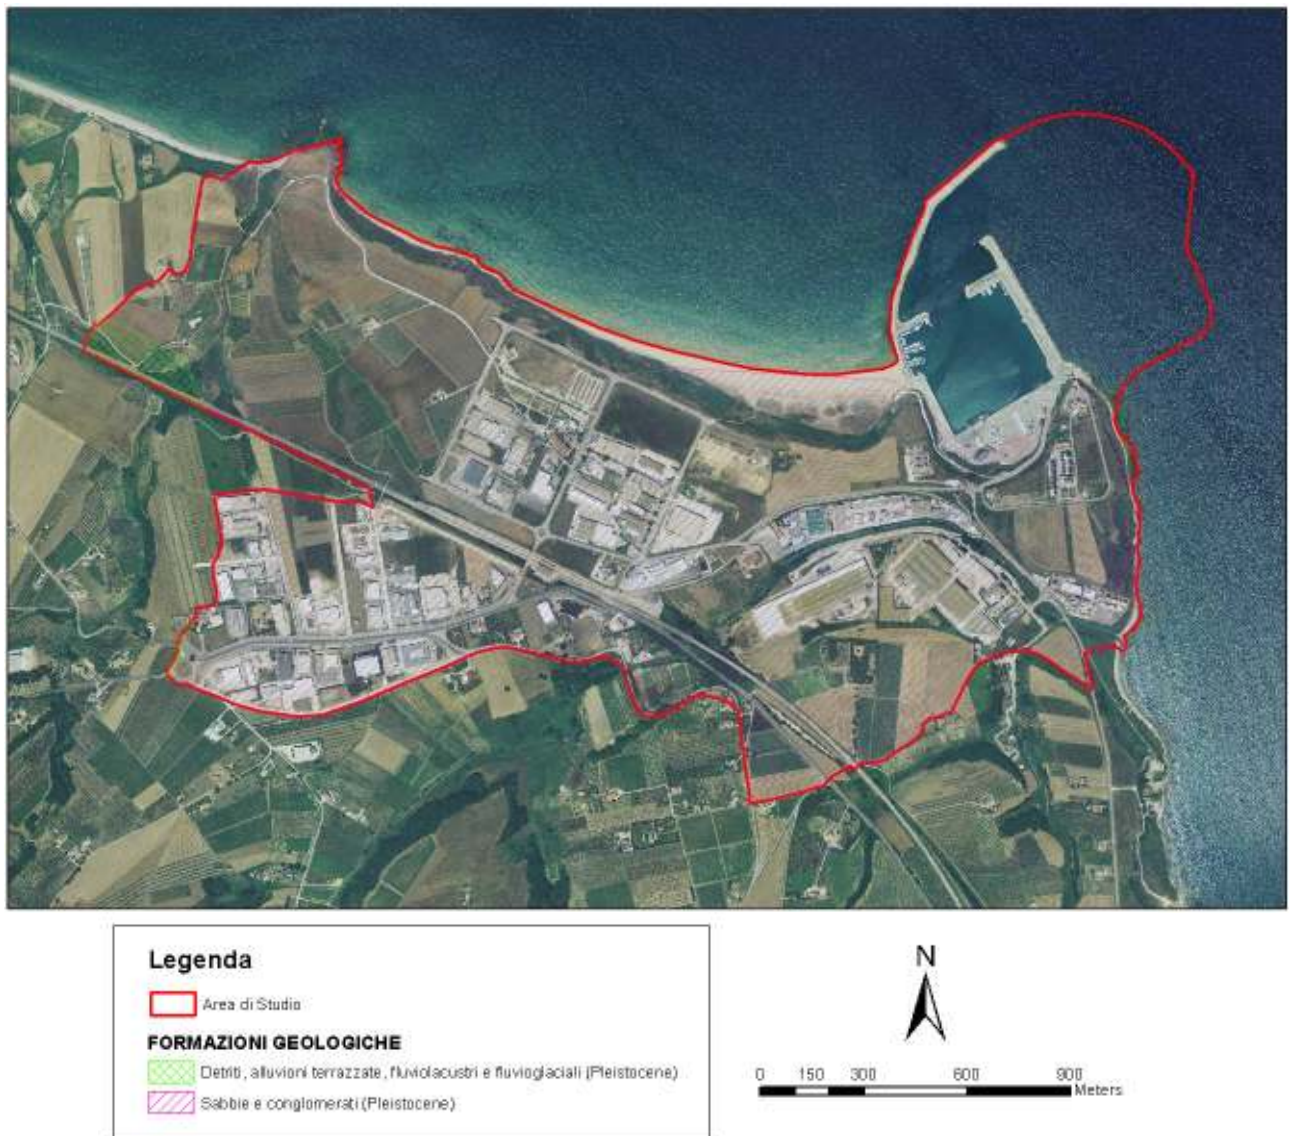 Legenda
Area di Studio
FORMAZIONI GEOLOGICHE
Detriti, alluvioni terrazzate, fluviolacustri e fluvioglaciali (Pleistocene)
Sabbie e conglomerati (Pleistocene)
N
0 150 300 600 900
Meters